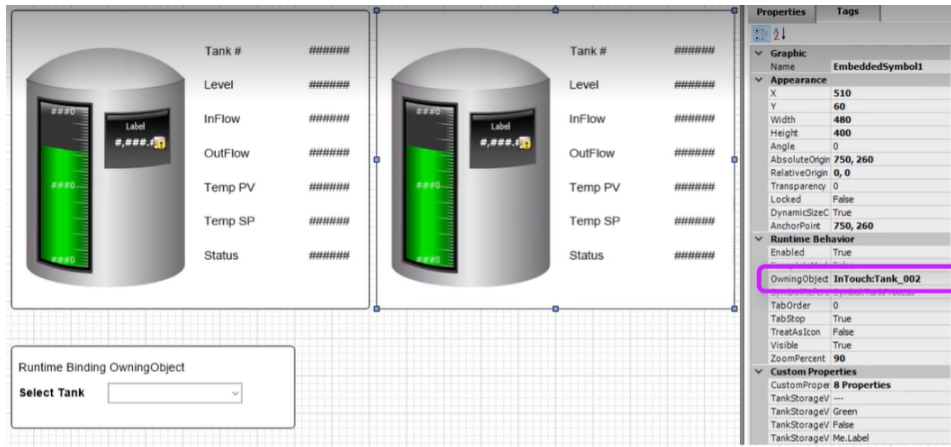 Tank # ######
Level ######
InFlow ######
OutFlow ######
Temp PV ######
Temp SP ######
Status ######
###0
###0
###0
Label
#,###.#
Tank # ######
Level ######
InFlow ######
OutFlow ######
Temp PV ######
Temp SP ######
Status ######
###0
###0
###0
Label
#,###.#
Runtime Binding OwningObject
Select Tank
Properties Tags
Graphic
Name EmbeddedSymbol1
Appearance
X 510
Y 60
Width 480
Height 400
Angle 0
AbsoluteOrigin 750, 260
RelativeOrigin 0, 0
Transparency 0
Locked False
DynamicSizeC True
AnchorPoint 750, 260
Runtime Behavior
Enabled True
OwningObject InTouch:Tank_002
TabOrder 0
TabStop True
TreatAsIcon False
Visible True
ZoomPercent 90
Custom Properties
CustomProper 8 Properties
TankStorageV ---
TankStorageV Green
TankStorageV False
TankStorageV Me.Label